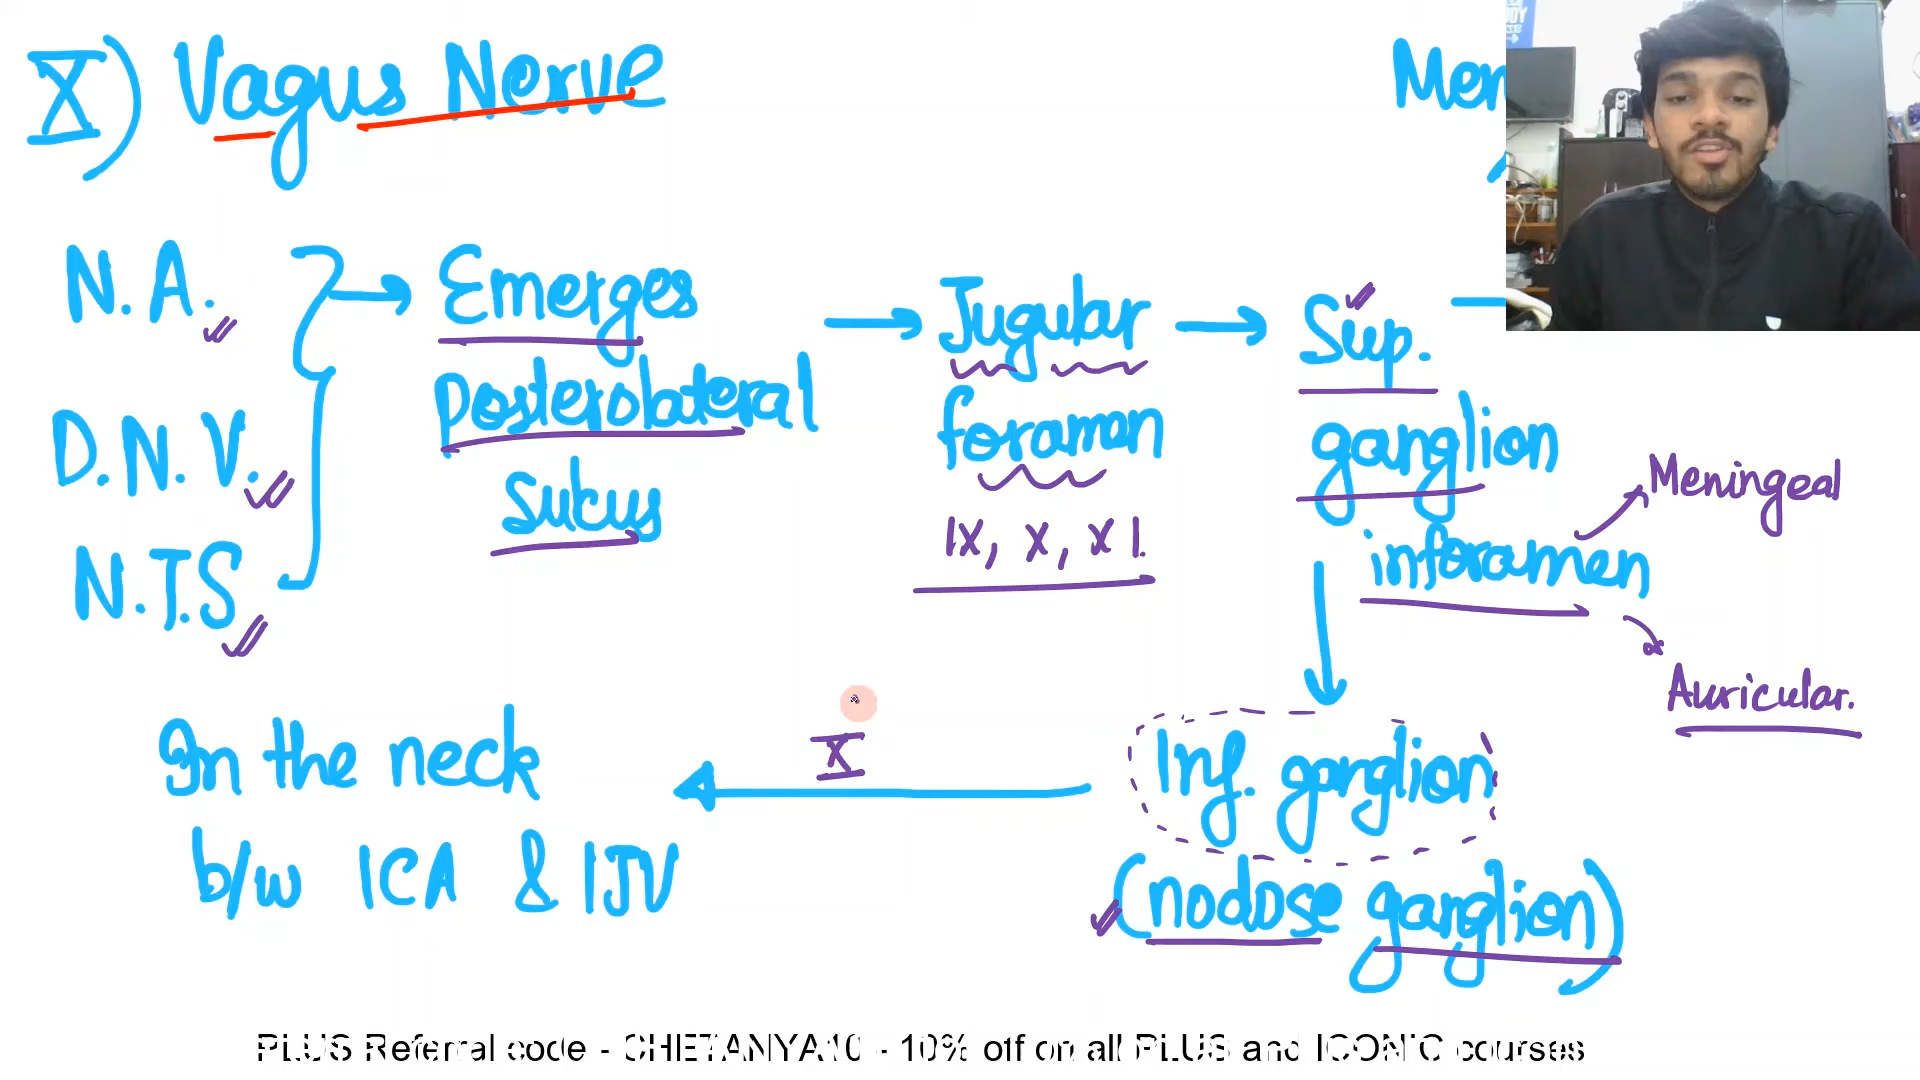 X) Vagus Nerve
Men
N.A.
D.N.V.
N.T.S
Emerges
posterolateral
sulcus
Jugular
foramen
IX, X, XI.
Sup.
ganglion
inforamen
Meningeal
Auricular.
Inf. ganglion
(nodose ganglion)
X
In the neck
b/w ICA & IJV
PLUS Referral code - CHETANYA10 - 10% off on all PLUS and ICONIC courses